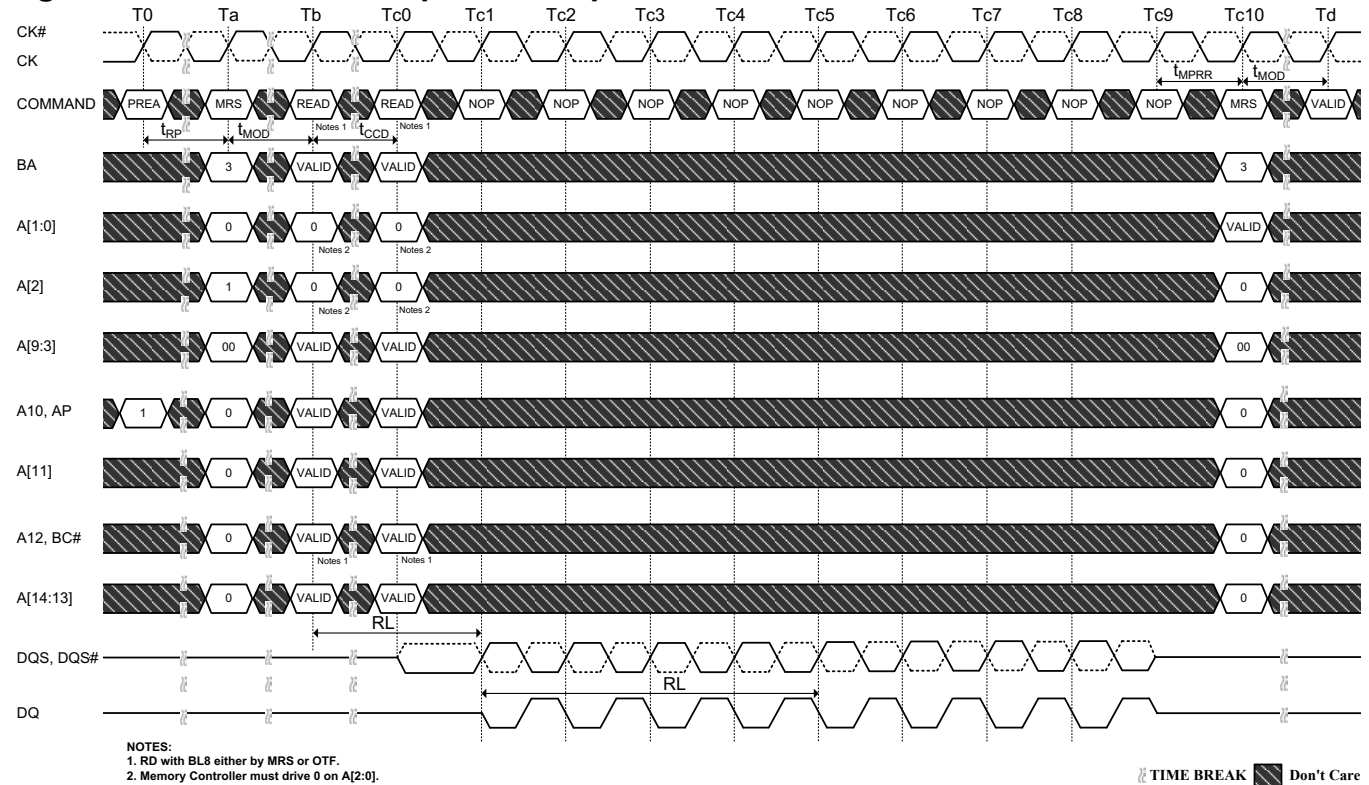 T0 Ta Tb Tc0 Tc1 Tc2 Tc3 Tc4 Tc5 Tc6 Tc7 Tc8 Tc9 Tc10 Td
CK#
CK
tMPRR tMOD
COMMAND PREA MRS READ READ NOP NOP NOP NOP NOP NOP NOP NOP NOP MRS VALID
Notes 1 Notes 1
tRP tMOD tCCD
BA 3 VALID VALID 3
A[1:0] 0 0 0 VALID
Notes 2 Notes 2
A[2] 1 0 0 0
Notes 2 Notes 2
A[9:3] 00 VALID VALID 00
A10, AP 1 0 VALID VALID 0
A[11] 0 VALID VALID 0
A12, BC# 0 VALID VALID 0
Notes 1 Notes 1
A[14:13] 0 VALID VALID 0
RL
DQS, DQS#
RL
DQ
NOTES:
1. RD with BL8 either by MRS or OTF.
2. Memory Controller must drive 0 on A[2:0].
TIME BREAK Don't Care